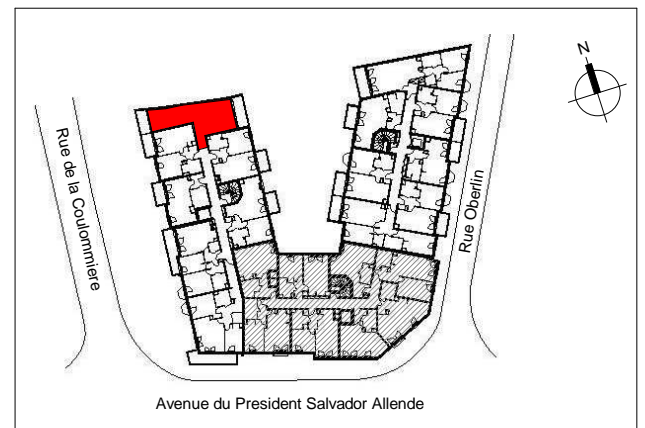 N
Rue de la Coulommiere
Rue Oberlin
Avenue du President Salvador Allende